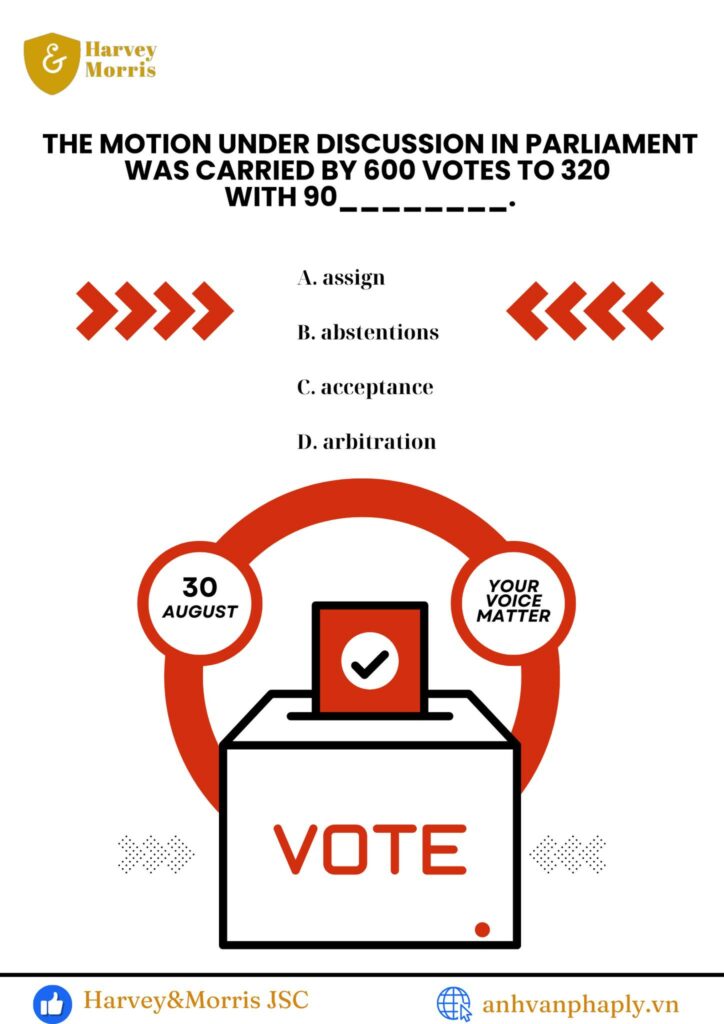 & Harvey
Morris
THE MOTION UNDER DISCUSSION IN PARLIAMENT
WAS CARRIED BY 600 VOTES TO 320
WITH 90________.
A. assign
B. abstentions
C. acceptance
D. arbitration
30
AUGUST
YOUR
VOICE
MATTER
VOTE
Harvey&Morris JSC
anhvanphaply.vn